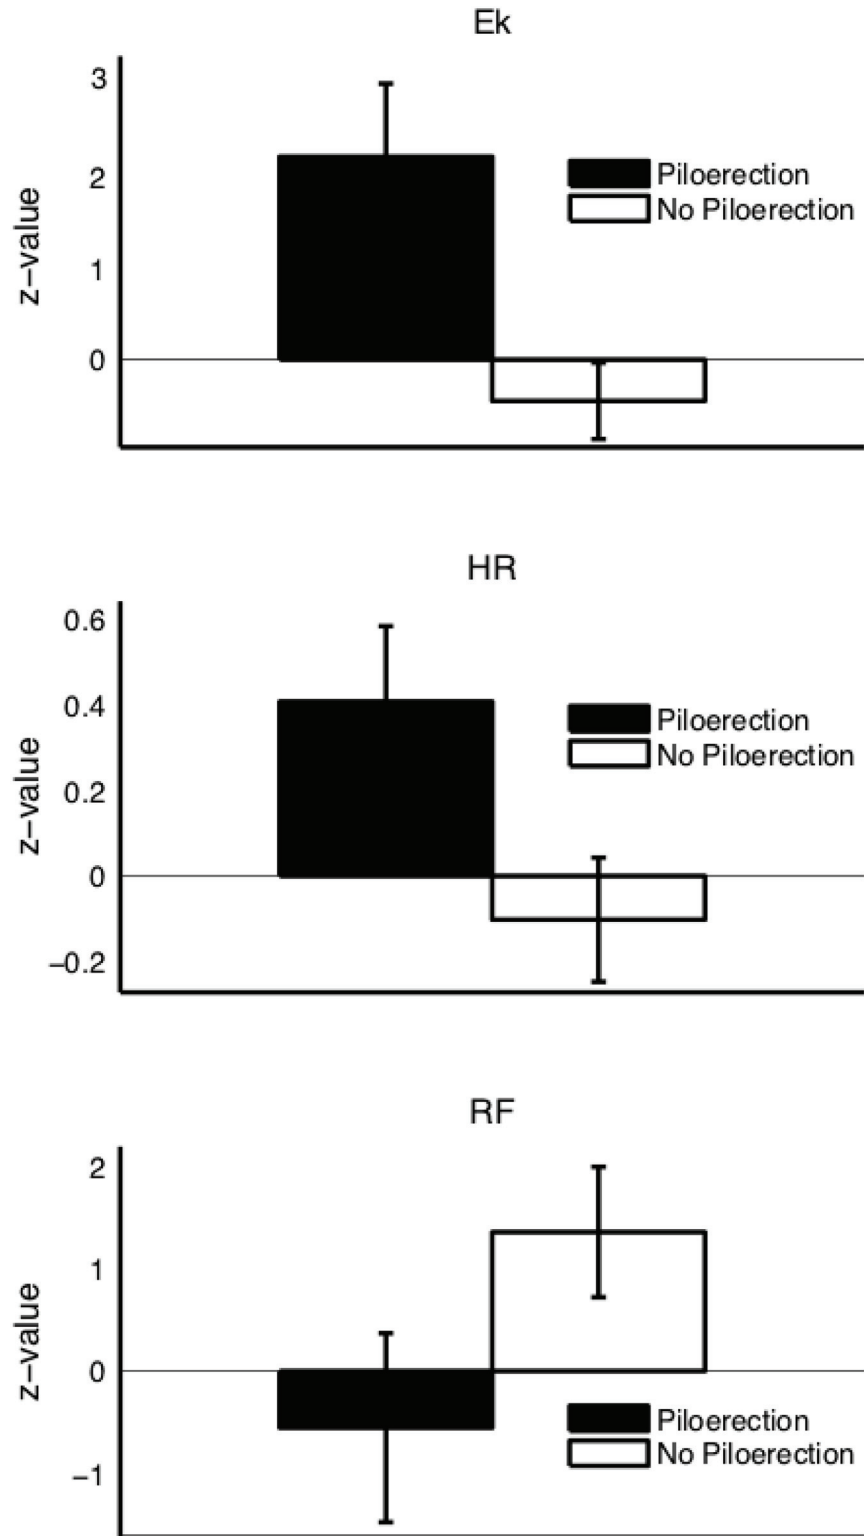 Ek
3
2
1
0
z−value
Piloerection
No Piloerection
HR
0.6
0.4
0.2
0
−0.2
z−value
Piloerection
No Piloerection
RF
2
1
0
−1
z−value
Piloerection
No Piloerection